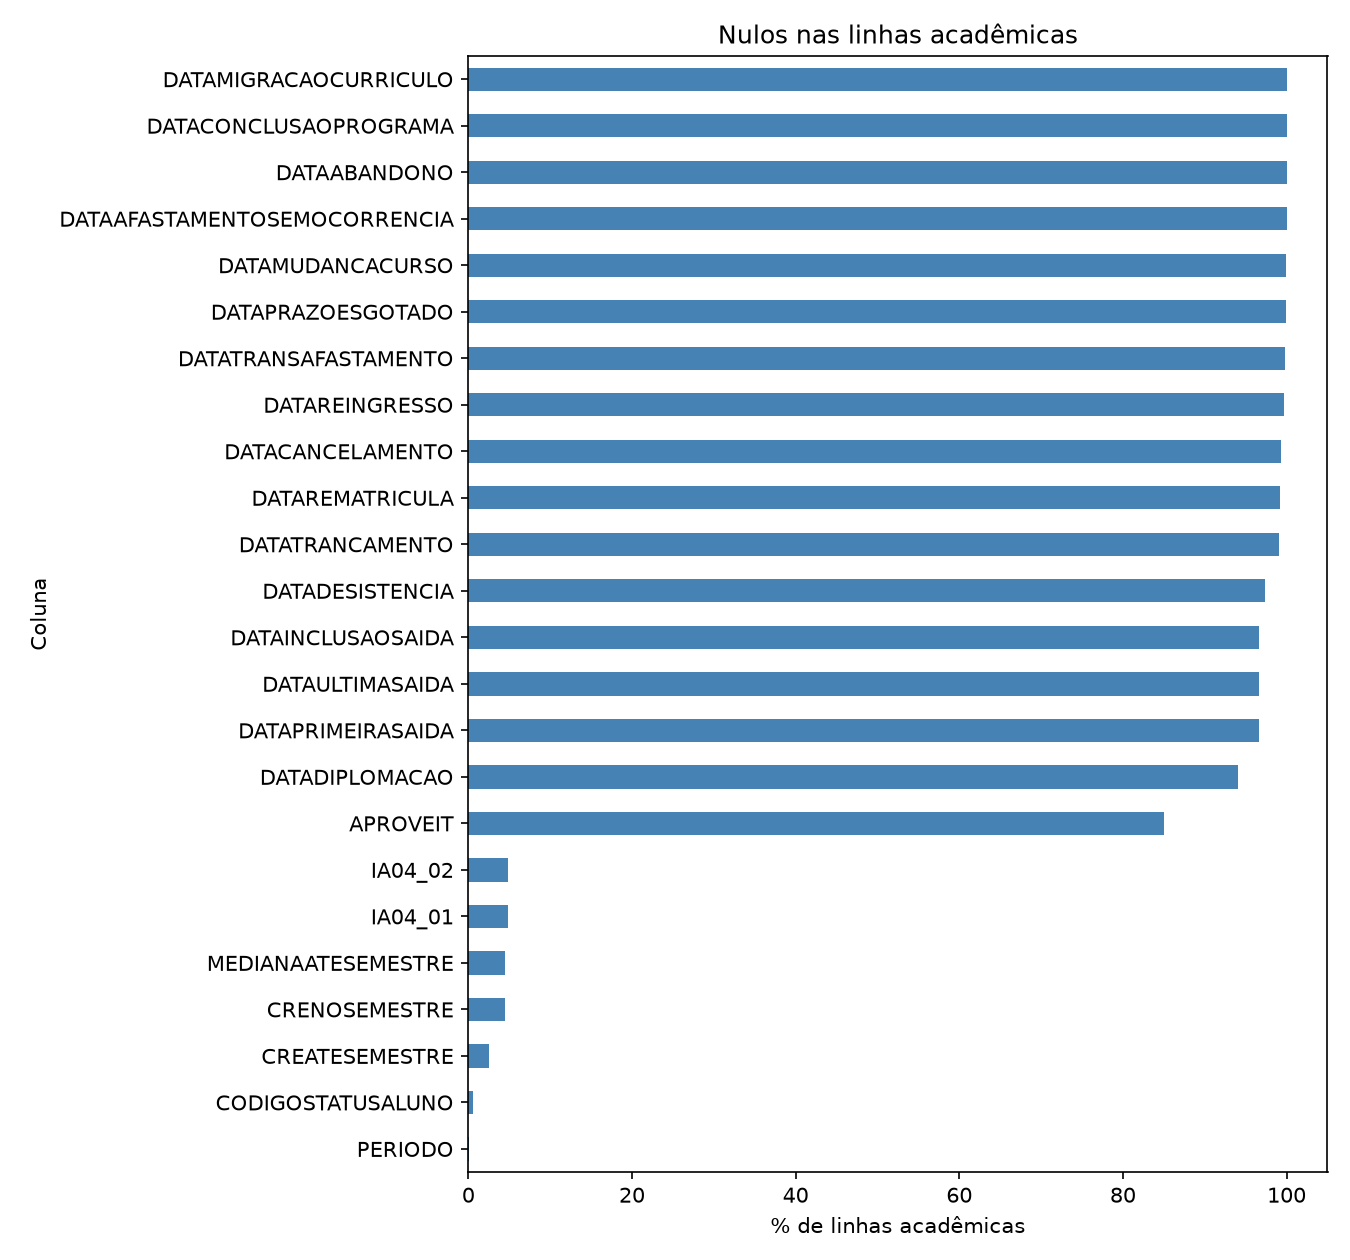 Nulos nas linhas acadêmicas
DATAMIGRACAOCURRICULO
DATACONCLUSAOPROGRAMA
DATAABANDONO
DATAAFASTAMENTOSEMOCORRENCIA
DATAMUDANCACURSO
DATAPRAZOESGOTADO
DATATRANSAFASTAMENTO
DATAREINGRESSO
DATACANCELAMENTO
DATAREMATRICULA
DATATRANCAMENTO
DATADESISTENCIA
DATAINCLUSAOSAIDA
DATAULTIMASAIDA
DATAPRIMEIRASAIDA
DATADIPLOMACAO
APROVEIT
IA04_02
IA04_01
MEDIANAATESEMESTRE
CRENOSEMESTRE
CREATESEMESTRE
CODIGOSTATUSALUNO
PERIODO
Coluna
0 20 40 60 80 100
% de linhas acadêmicas